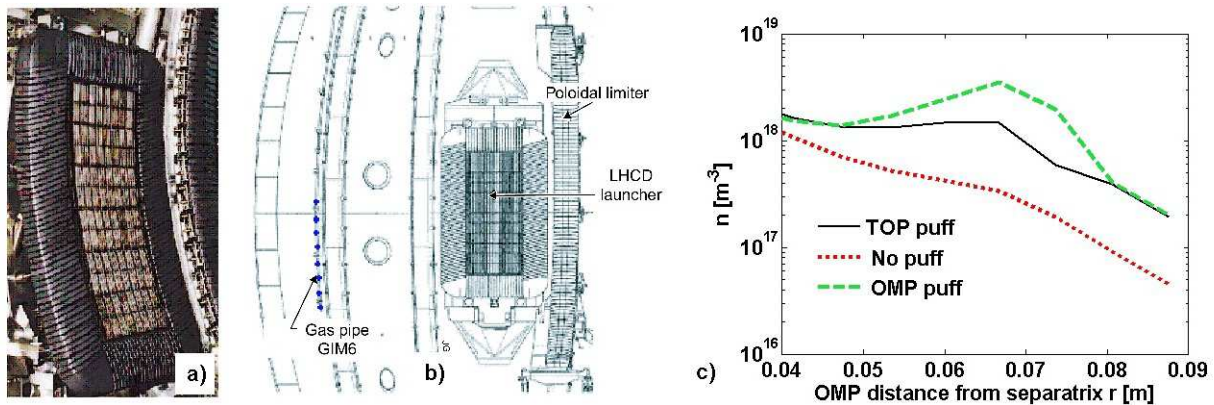 a)
Poloidal limiter
LHCD
launcher
Gas pipe
GIM6
JG
b)
c)
n [m-3]
10^19
10^18
10^17
10^16
TOP puff
No puff
OMP puff
0.04 0.05 0.06 0.07 0.08 0.09
OMP distance from separatrix r [m]